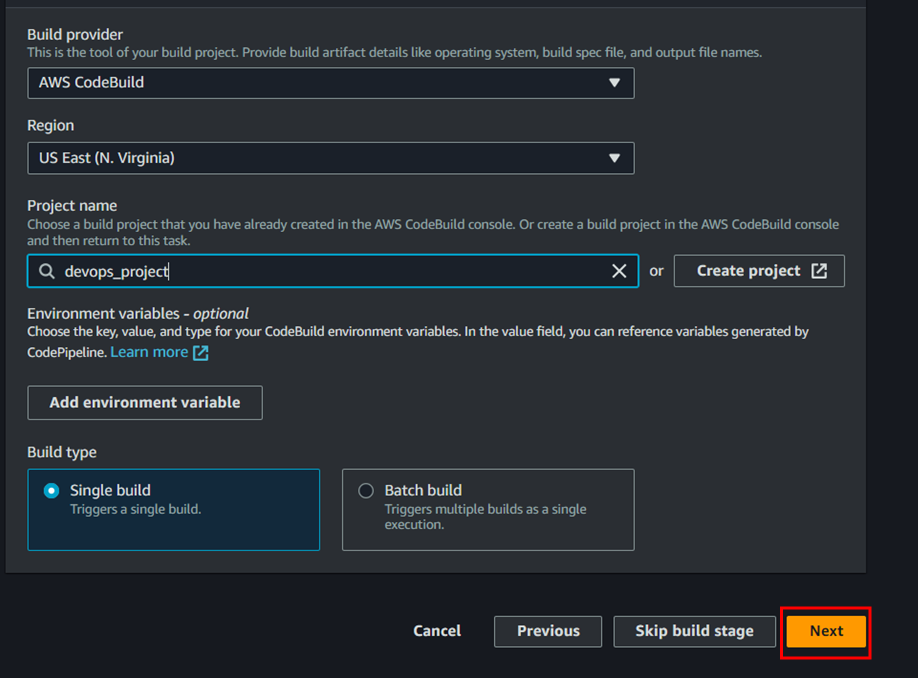 Build provider
This is the tool of your build project. Provide build artifact details like operating system, build spec file, and output file names.
AWS CodeBuild
Region
US East (N. Virginia)
Project name
Choose a build project that you have already created in the AWS CodeBuild console. Or create a build project in the AWS CodeBuild console
and then return to this task.
devops_project
or
Create project
Environment variables - optional
Choose the key, value, and type for your CodeBuild environment variables. In the value field, you can reference variables generated by
CodePipeline. Learn more
Add environment variable
Build type
Single build
Triggers a single build.
Batch build
Triggers multiple builds as a single
execution.
Cancel
Previous
Skip build stage
Next